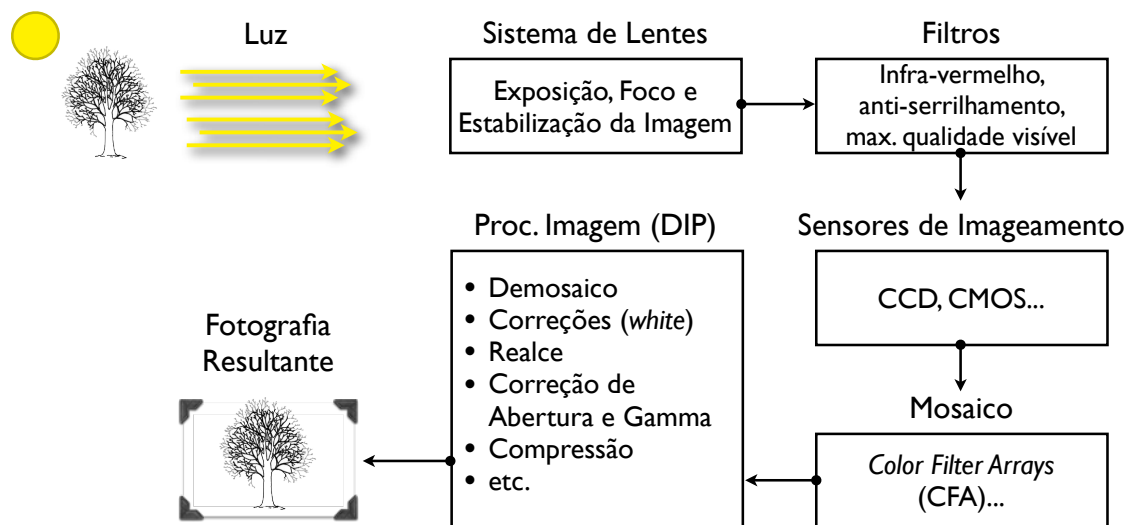 Luz
Sistema de Lentes
Exposição, Foco e
Estabilização da Imagem
Filtros
Infra-vermelho,
anti-serrilhamento,
max. qualidade visível
Sensores de Imageamento
CCD, CMOS...
Mosaico
Color Filter Arrays
(CFA)...
Proc. Imagem (DIP)
• Demosaico
• Correções (white)
• Realce
• Correção de
Abertura e Gamma
• Compressão
• etc.
Fotografia
Resultante